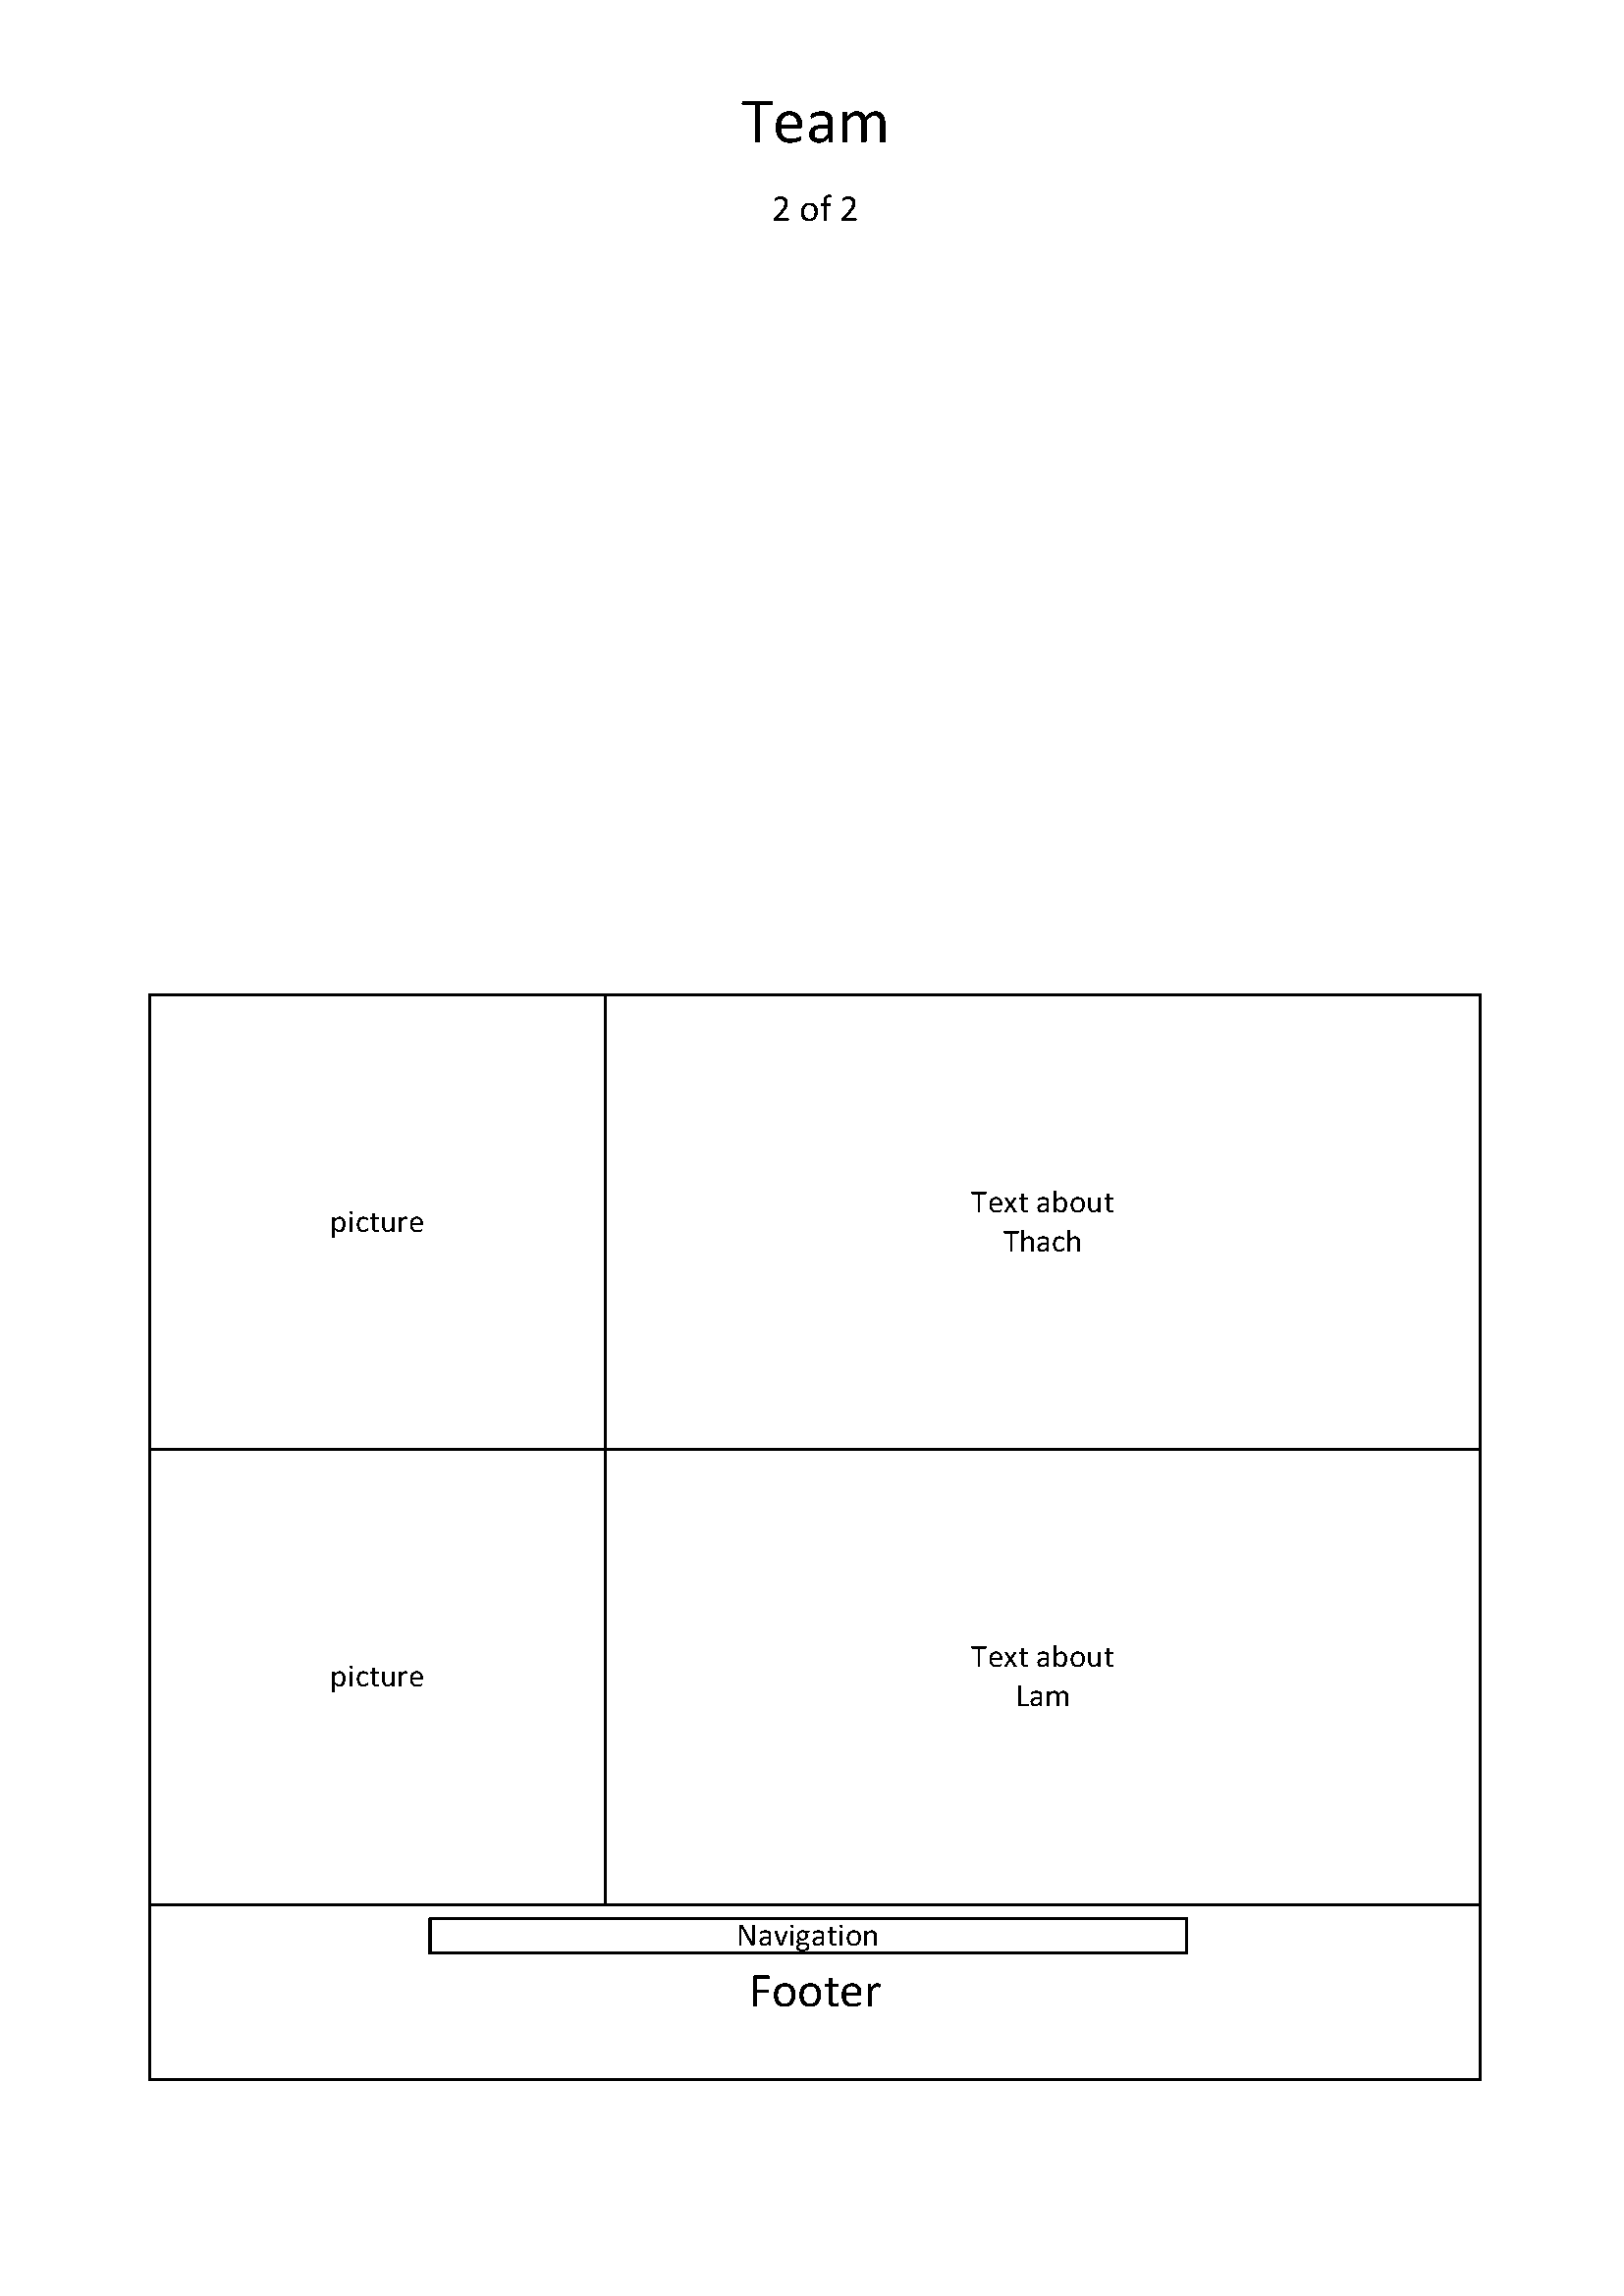 Team
2 of 2
picture
Text about
Thach
picture
Text about
Lam
Navigation
Footer